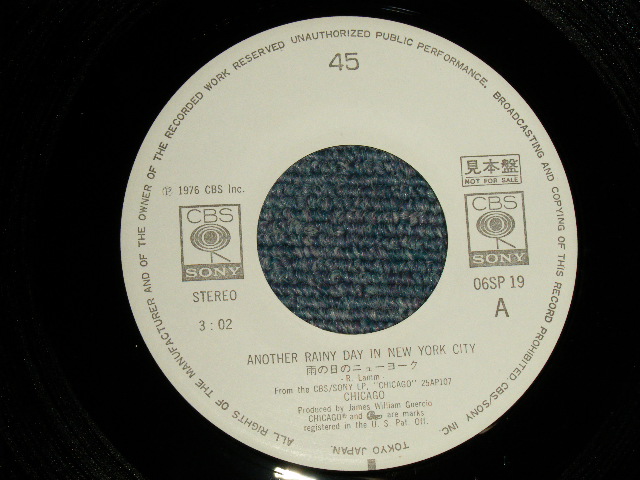 ALL RIGHTS OF THE MANUFACTURER AND OF THE OWNER OF THE RECORDED WORK RESERVED UNAUTHORIZED PUBLIC PERFORMANCE, BROADCASTING AND COPYING OF THIS RECORD PROHIBITED. CBS/SONY INC. TOKYO JAPAN.
45
見本盤
NOT FOR SALE
Ⓟ 1976 CBS Inc.
CBS
SONY
CBS
SONY
STEREO
06SP 19
3:02
A
ANOTHER RAINY DAY IN NEW YORK CITY
雨の日のニューヨーク
- R. Lamm -
From the CBS/SONY LP, "CHICAGO" 25AP107
CHICAGO
Produced by James William Guercio
CHICAGO® and are marks
registered in the U. S. Pat. Off.